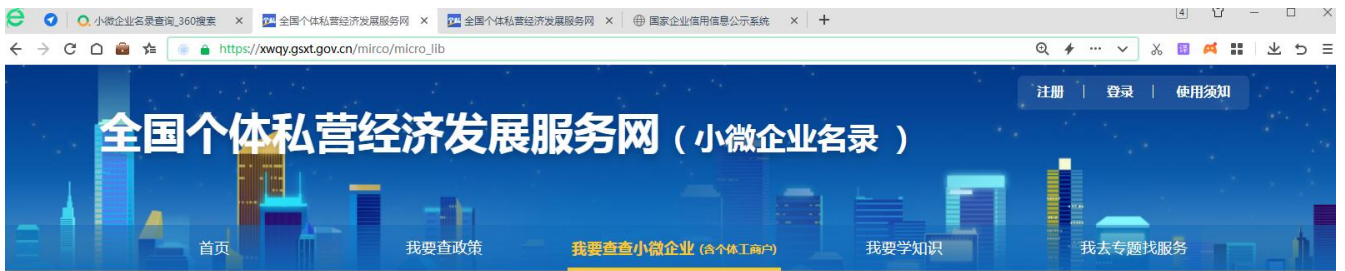 小微企业名录查询_360搜索 全国个体私营经济发展服务网 全国个体私营经济发展服务网 国家企业信用信息公示系统 4
https://xwqy.gsxt.gov.cn/mirco/micro_lib
注册 | 登录 | 使用须知
全国个体私营经济发展服务网（小微企业名录 ）
首页 我要查政策 我要查查小微企业 (含个体工商户) 我要学知识 我去专题找服务